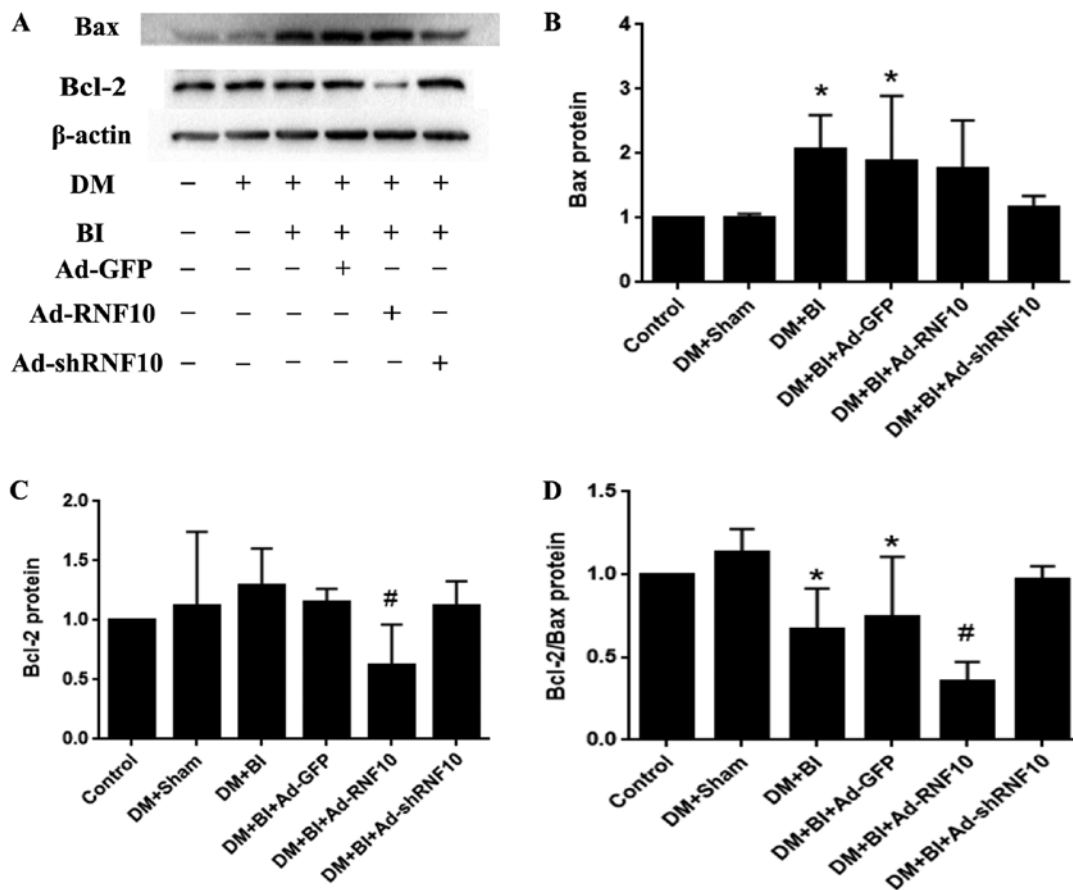 A
Bax
Bcl-2
β-actin
DM − + + + + +
BI − − + + + +
Ad-GFP − − − + − −
Ad-RNF10 − − − − + −
Ad-shRNF10 − − − − − +
B
Bax protein
4
3
2
1
0
* *
Control
DM+Sham
DM+BI
DM+BI+Ad-GFP
DM+BI+Ad-RNF10
DM+BI+Ad-shRNF10
C
Bcl-2 protein
2.0
1.5
1.0
0.5
0.0
#
Control
DM+Sham
DM+BI
DM+BI+Ad-GFP
DM+BI+Ad-RNF10
DM+BI+Ad-shRNF10
D
Bcl-2/Bax protein
1.5
1.0
0.5
0.0
* * #
Control
DM+Sham
DM+BI
DM+BI+Ad-GFP
DM+BI+Ad-RNF10
DM+BI+Ad-shRNF10